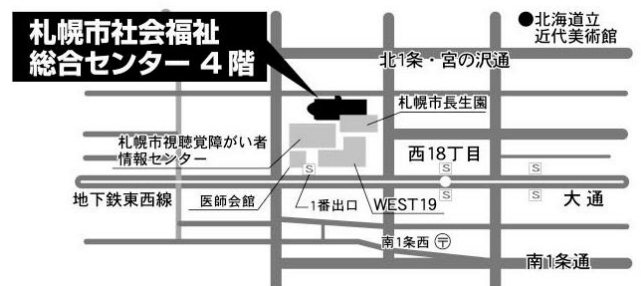 札幌市社会福祉
総合センター 4階
●北海道立
近代美術館
北1条・宮の沢通
札幌市長生園
札幌市視聴覚障がい者
情報センター
西18丁目
S
S
S
地下鉄東西線
医師会館
1番出口
WEST19
S
S
大通
南1条西 〒
南1条通